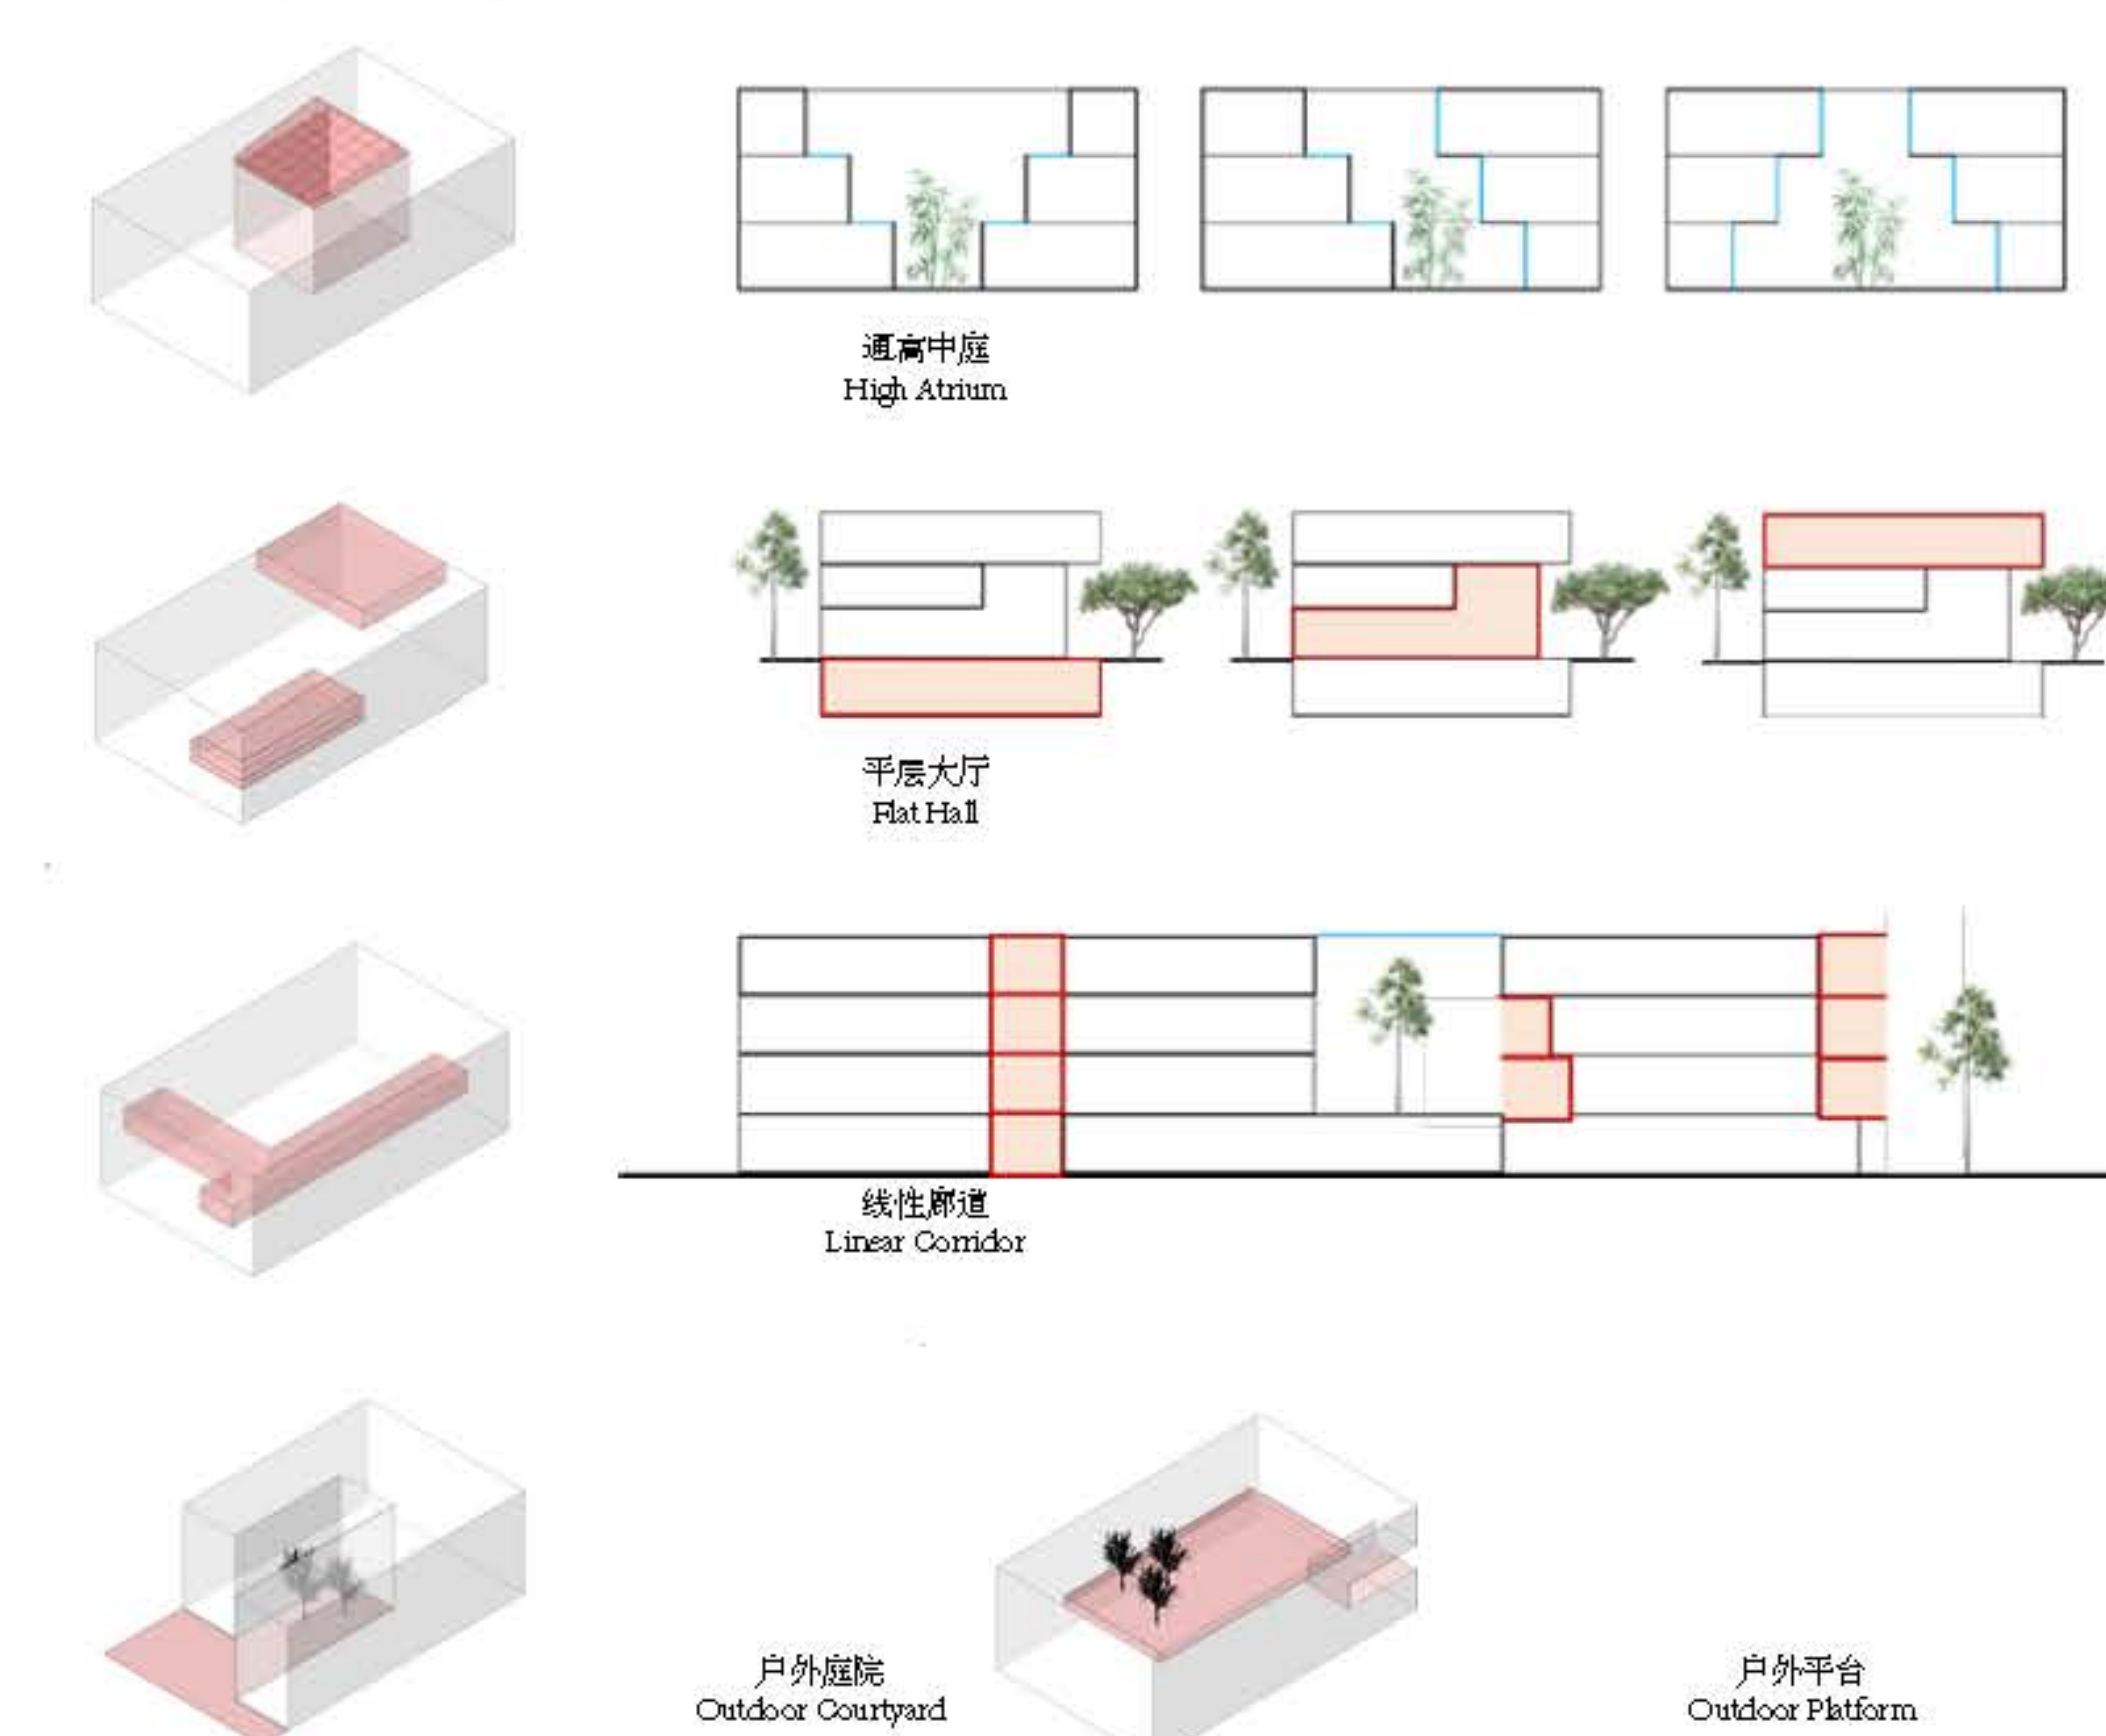 通高中庭
High Atrium
平层大厅
Flat Hall
线性廊道
Linear Corridor
户外庭院
Outdoor Courtyard
户外平台
Outdoor Platform